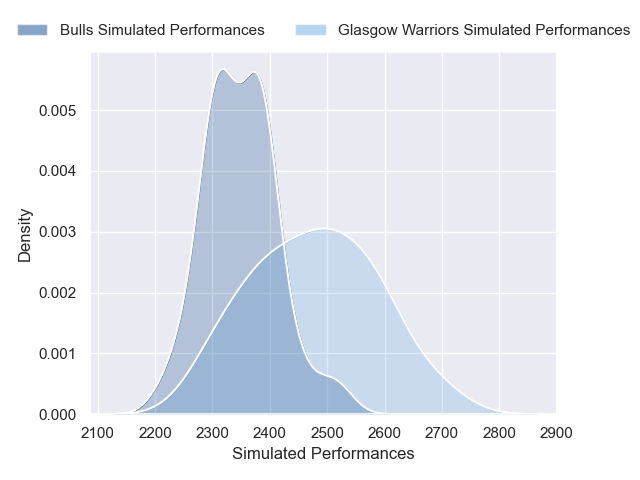 Bulls Simulated Performances
Glasgow Warriors Simulated Performances
Density
0.005
0.004
0.003
0.002
0.001
0.000
2100 2200 2300 2400 2500 2600 2700 2800 2900
Simulated Performances